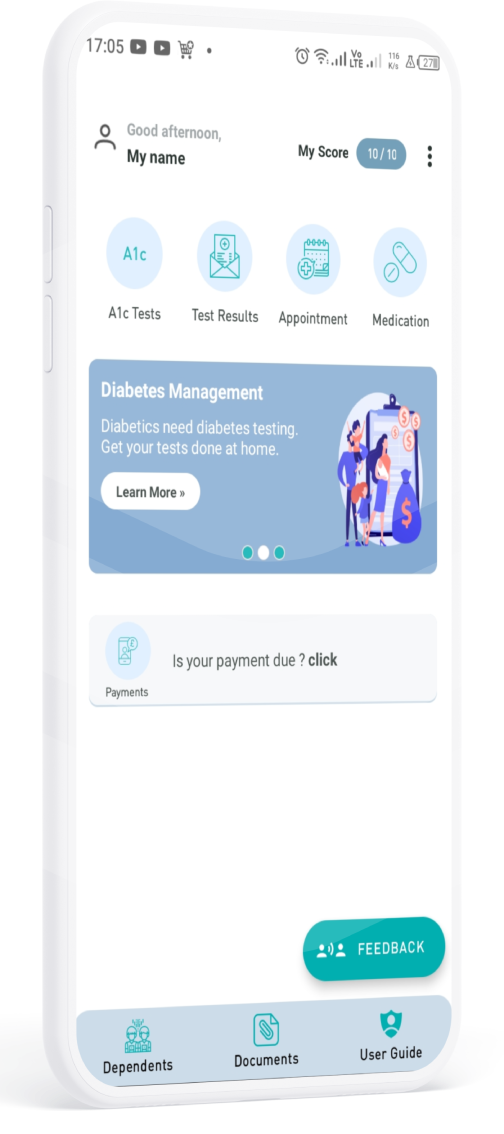 17:05
Vo
LTE
116
K/s
27
Good afternoon,
My name
My Score
10 / 10
A1c
A1c Tests
Test Results
Appointment
Medication
Diabetes Management
Diabetics need diabetes testing.
Get your tests done at home.
Learn More »
Is your payment due ? click
Payments
FEEDBACK
Dependents
Documents
User Guide